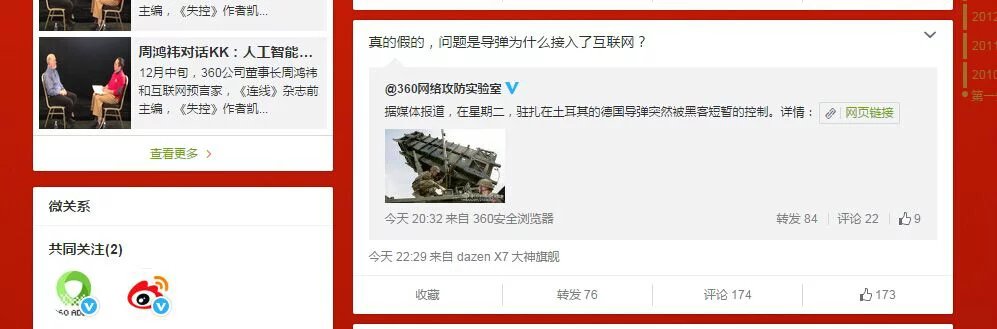 主编，《失控》作者凯...
周鸿祎对话KK：人工智能...
12月中旬，360公司董事长周鸿祎
和互联网预言家，《连线》杂志前
主编，《失控》作者凯...
查看更多 >
微关系
共同关注(2)
真的假的，问题是导弹为什么接入了互联网？
@360网络攻防实验室
据媒体报道，在星期二，驻扎在土耳其的德国导弹突然被黑客短暂的控制。详情： 网页链接
今天 20:32 来自 360安全浏览器
转发 84 评论 22 9
今天 22:29 来自 dazen X7 大神旗舰
收藏 转发 76 评论 174 173
2012
2011
2010
第一